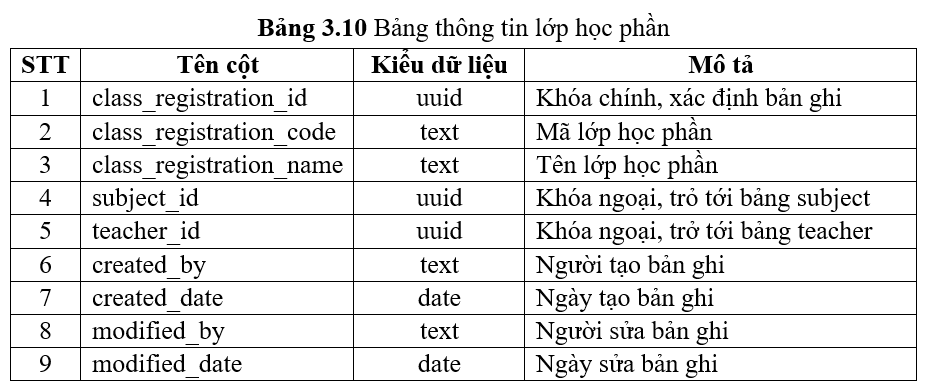 Bảng 3.10 Bảng thông tin lớp học phần
STT Tên cột Kiểu dữ liệu Mô tả
1 class_registration_id uuid Khóa chính, xác định bản ghi
2 class_registration_code text Mã lớp học phần
3 class_registration_name text Tên lớp học phần
4 subject_id uuid Khóa ngoại, trỏ tới bảng subject
5 teacher_id uuid Khóa ngoại, trở tới bảng teacher
6 created_by text Người tạo bản ghi
7 created_date date Ngày tạo bản ghi
8 modified_by text Người sửa bản ghi
9 modified_date date Ngày sửa bản ghi